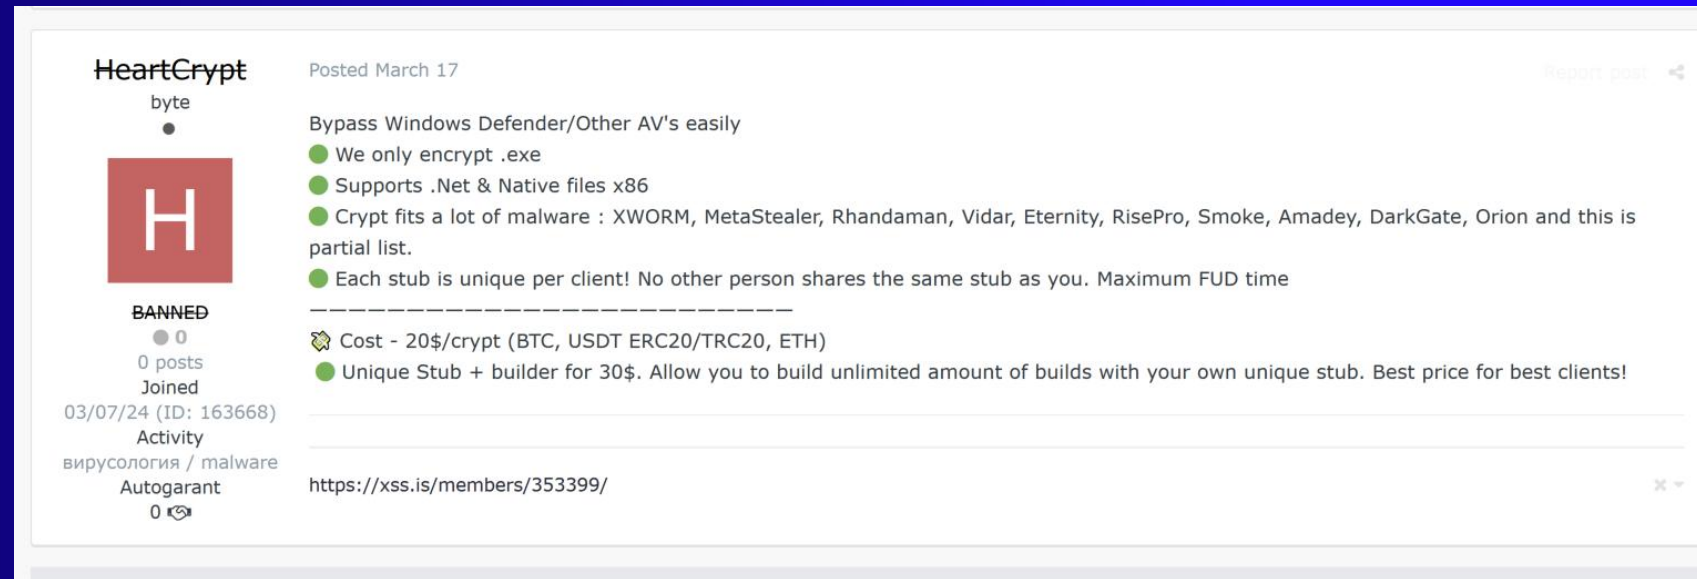 HeartCrypt
byte
H
BANNED
0
0 posts
Joined
03/07/24 (ID: 163668)
Activity
вирусология / malware
Autogarant
0
Posted March 17
Report post
Bypass Windows Defender/Other AV's easily
We only encrypt .exe
Supports .Net & Native files x86
Crypt fits a lot of malware : XWORM, MetaStealer, Rhandaman, Vidar, Eternity, RisePro, Smoke, Amadey, DarkGate, Orion and this is
partial list.
Each stub is unique per client! No other person shares the same stub as you. Maximum FUD time
—————————————————————————
Cost - 20$/crypt (BTC, USDT ERC20/TRC20, ETH)
Unique Stub + builder for 30$. Allow you to build unlimited amount of builds with your own unique stub. Best price for best clients!
https://xss.is/members/353399/